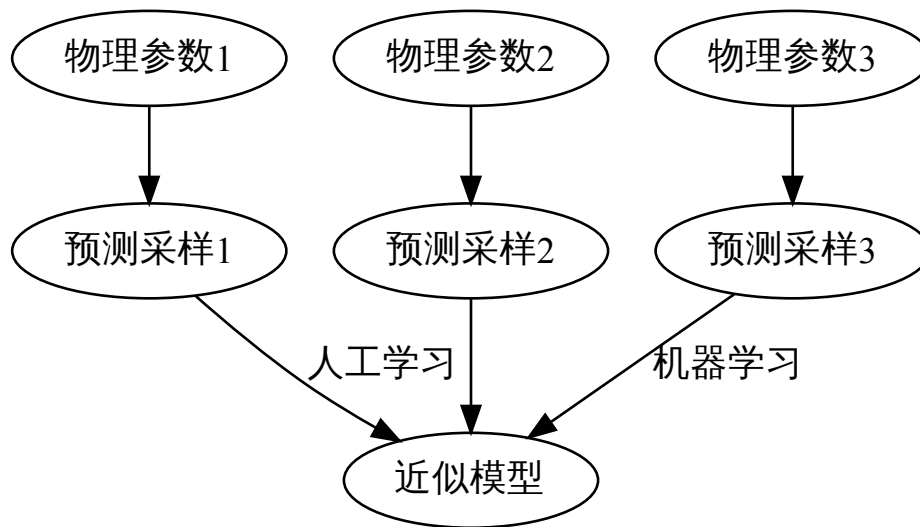 物理参数1
物理参数2
物理参数3
预测采样1
预测采样2
预测采样3
人工学习
机器学习
近似模型